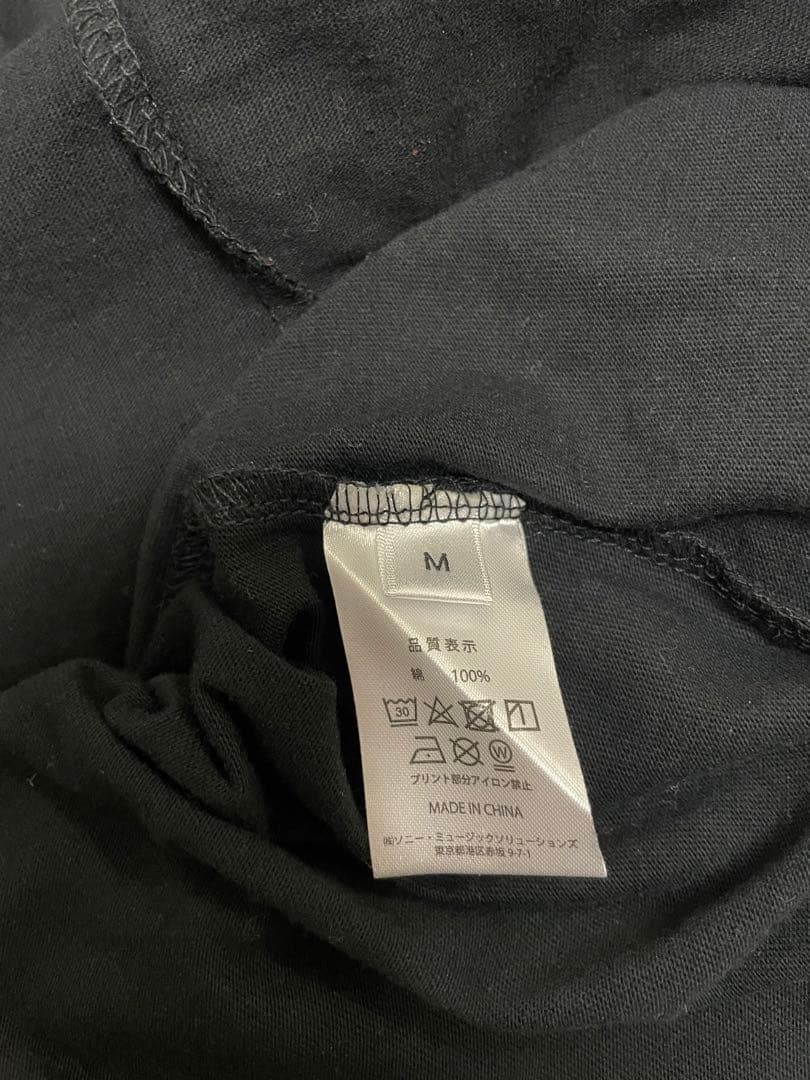 M
品質表示
綿 100%
30
W
プリント部分アイロン禁止
MADE IN CHINA
㈱ソニー・ミュージックソリューションズ
東京都港区赤坂 9-7-1